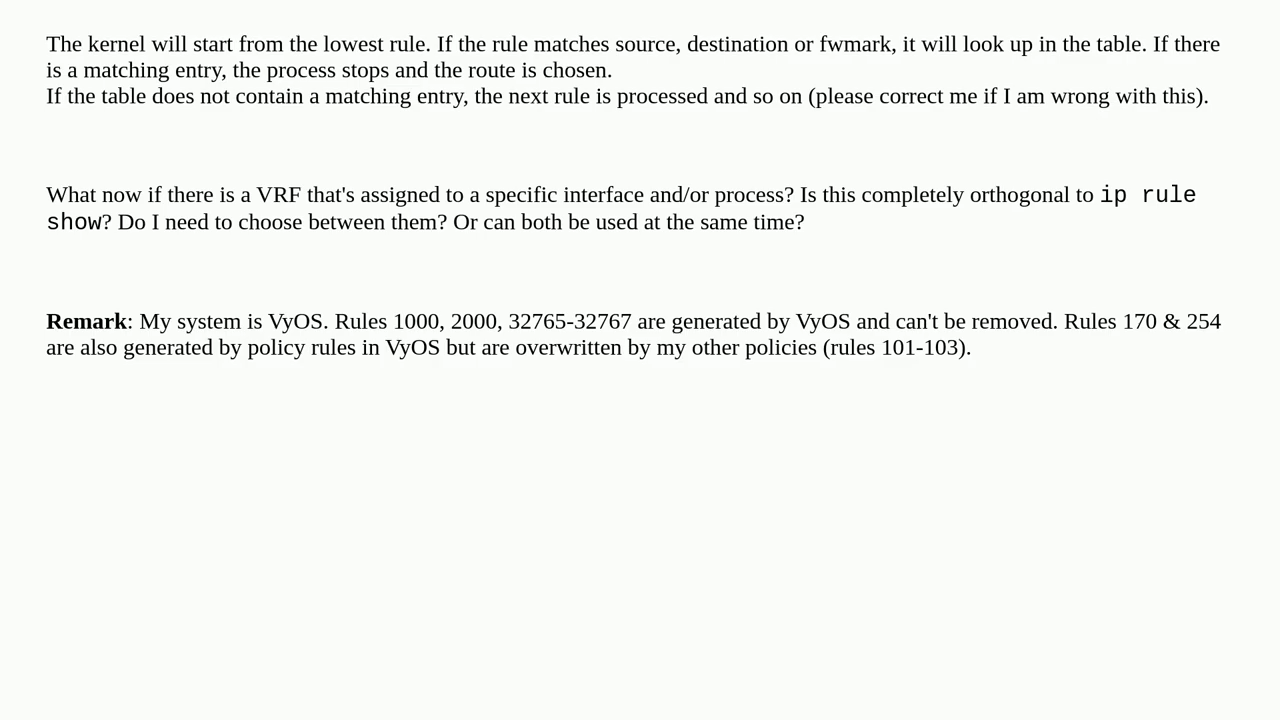 The kernel will start from the lowest rule. If the rule matches source, destination or fwmark, it will look up in the table. If there
is a matching entry, the process stops and the route is chosen.
If the table does not contain a matching entry, the next rule is processed and so on (please correct me if I am wrong with this).
What now if there is a VRF that's assigned to a specific interface and/or process? Is this completely orthogonal to ip rule
show? Do I need to choose between them? Or can both be used at the same time?
Remark: My system is VyOS. Rules 1000, 2000, 32765-32767 are generated by VyOS and can't be removed. Rules 170 & 254
are also generated by policy rules in VyOS but are overwritten by my other policies (rules 101-103).